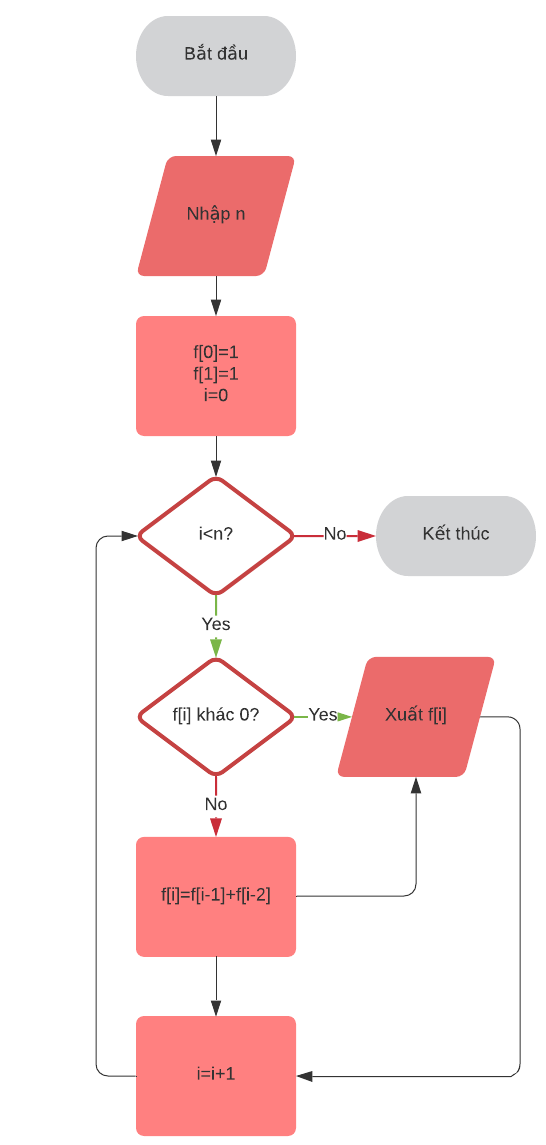 Bắt đầu
Nhập n
f[0]=1
f[1]=1
i=0
i<n?
No
Kết thúc
Yes
f[i] khác 0?
Yes
Xuất f[i]
No
f[i]=f[i-1]+f[i-2]
i=i+1